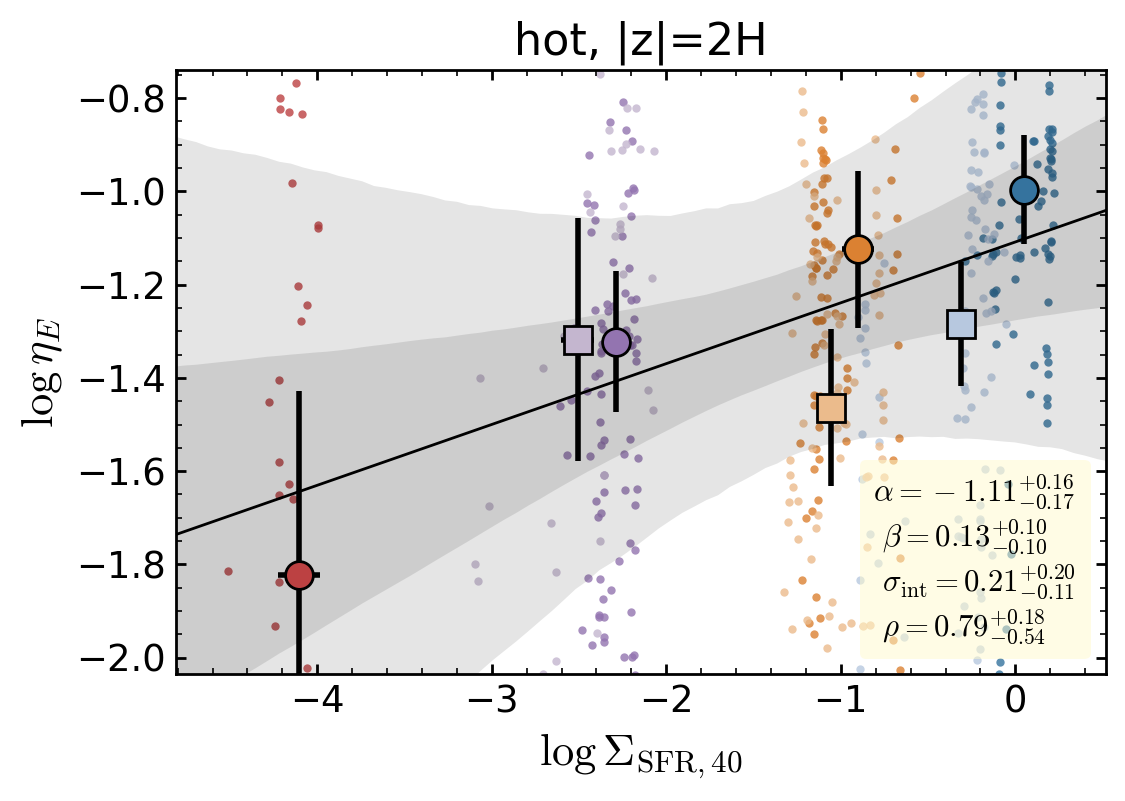 hot, |z|=2H
−0.8
−1.0
−1.2
−1.4
−1.6
−1.8
−2.0
log η_E
α = − 1.11^{+0.16}_{−0.17}
β = 0.13^{+0.10}_{−0.10}
σ_int = 0.21^{+0.20}_{−0.11}
ρ = 0.79^{+0.18}_{−0.54}
−4 −3 −2 −1 0
log Σ_{SFR, 40}